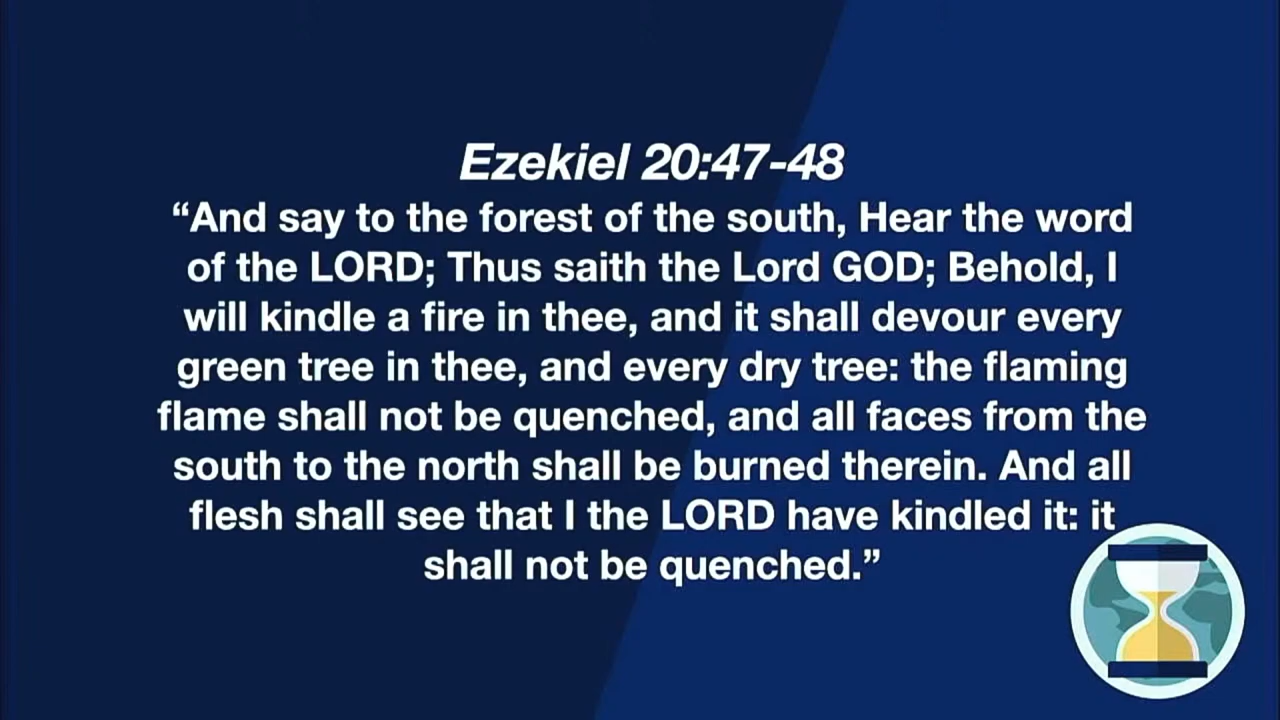 Ezekiel 20:47-48
“And say to the forest of the south, Hear the word
of the LORD; Thus saith the Lord GOD; Behold, I
will kindle a fire in thee, and it shall devour every
green tree in thee, and every dry tree: the flaming
flame shall not be quenched, and all faces from the
south to the north shall be burned therein. And all
flesh shall see that I the LORD have kindled it: it
shall not be quenched.”